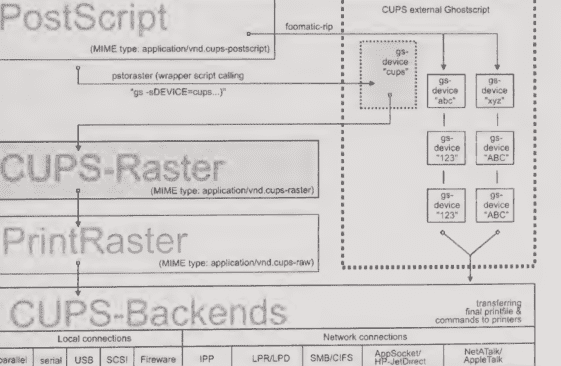 PostScript
(MIME type: application/vnd.cups-postscript)
foomatic-rip
CUPS external Ghostscript
pstoraster (wrapper script calling
"gs -sDEVICE=cups...)"
gs-
device
"cups"
gs-
device
"abc"
gs-
device
"xyz"
gs-
device
"123"
gs-
device
"ABC"
gs-
device
"123"
gs-
device
"ABC"
CUPS-Raster
(MIME type: application/vnd.cups-raster)
PrintRaster
(MIME type: application/vnd.cups-raw)
CUPS-Backends
transferring
final printfile &
commands to printers
Local connections
Network connections
parallel
serial
USB
SCSI
Fireware
IPP
LPR/LPD
SMB/CIFS
AppSocket/
HP-JetDirect
NetATalk/
AppleTalk